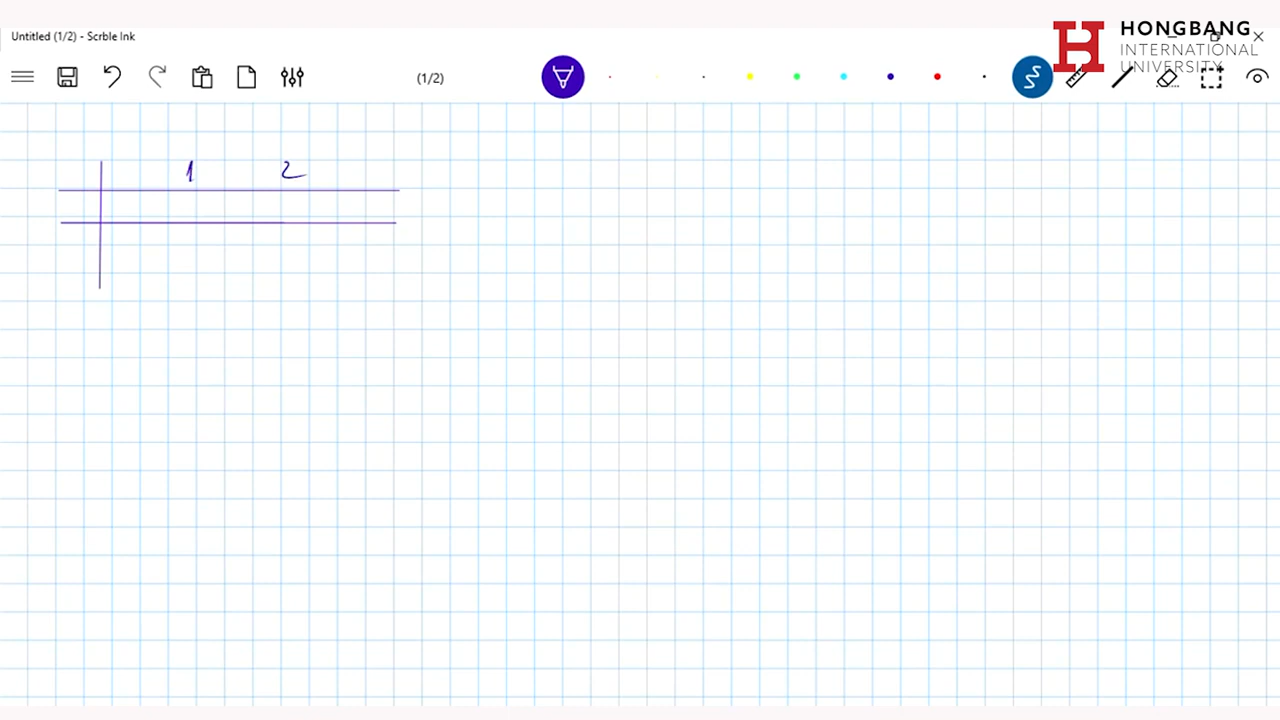 Untitled (1/2) - Scrble Ink
HONGBANG
INTERNATIONAL
UNIVERSITY
(1/2)
1 2